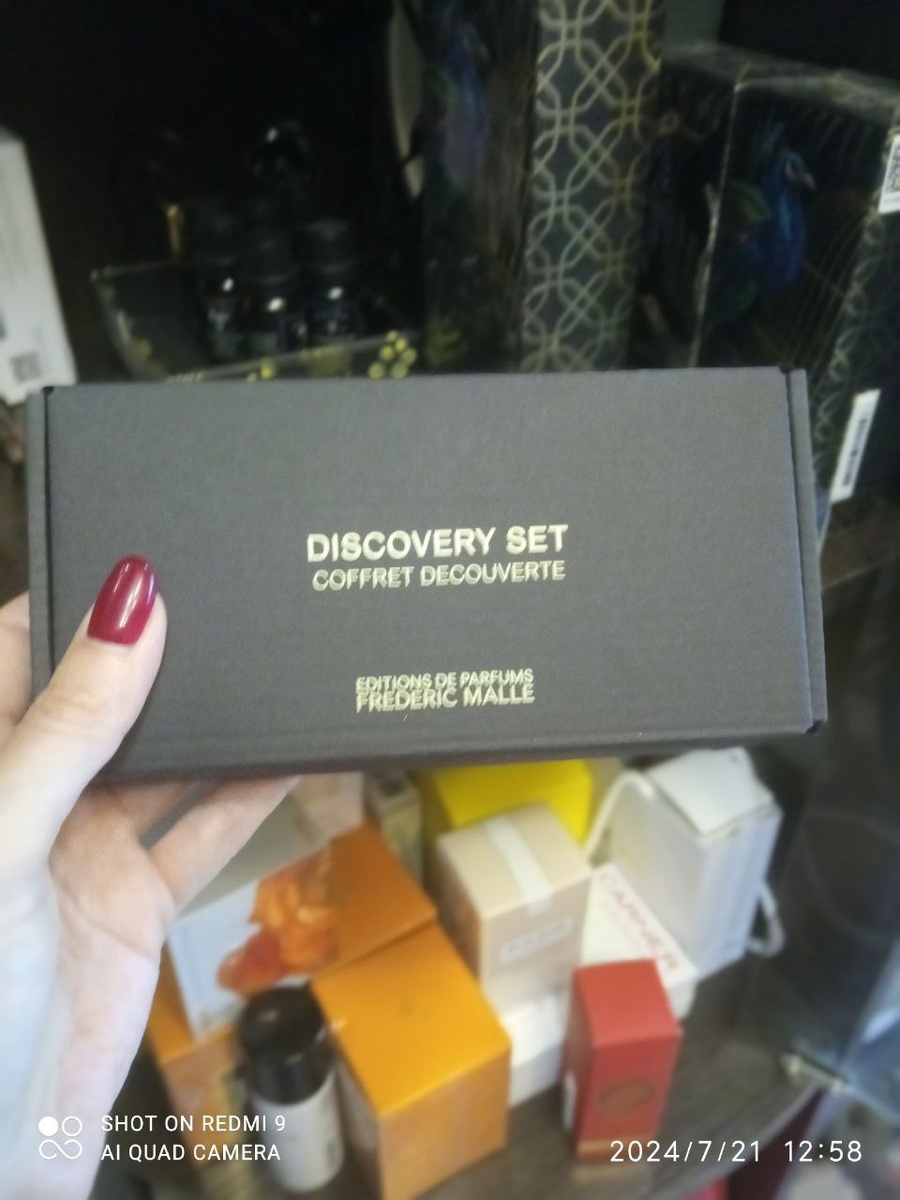 DISCOVERY SET
COFFRET DECOUVERTE
EDITIONS DE PARFUMS
FREDERIC MALLE
CARNER
SHOT ON REDMI 9
AI QUAD CAMERA
2024/7/21 12:58